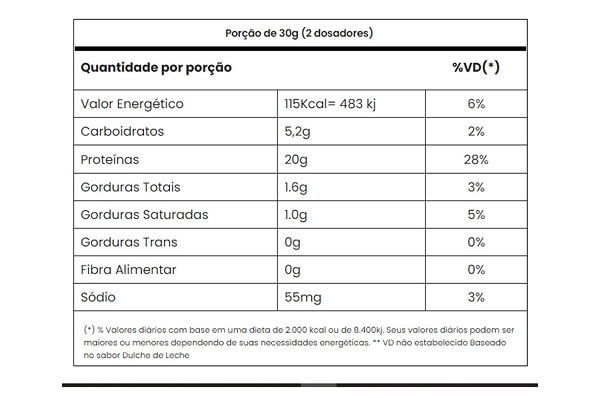 Porção de 30g (2 dosadores)
Quantidade por porção %VD(*)
Valor Energético 115Kcal= 483 kj 6%
Carboidratos 5,2g 2%
Proteínas 20g 28%
Gorduras Totais 1.6g 3%
Gorduras Saturadas 1.0g 5%
Gorduras Trans 0g 0%
Fibra Alimentar 0g 0%
Sódio 55mg 3%
(*) % Valores diários com base em uma dieta de 2.000 kcal ou de 8.400kj. Seus valores diários podem ser
maiores ou menores dependendo de suas necessidades energéticas. ** VD não estabelecido Baseado
no sabor Dulche de Leche